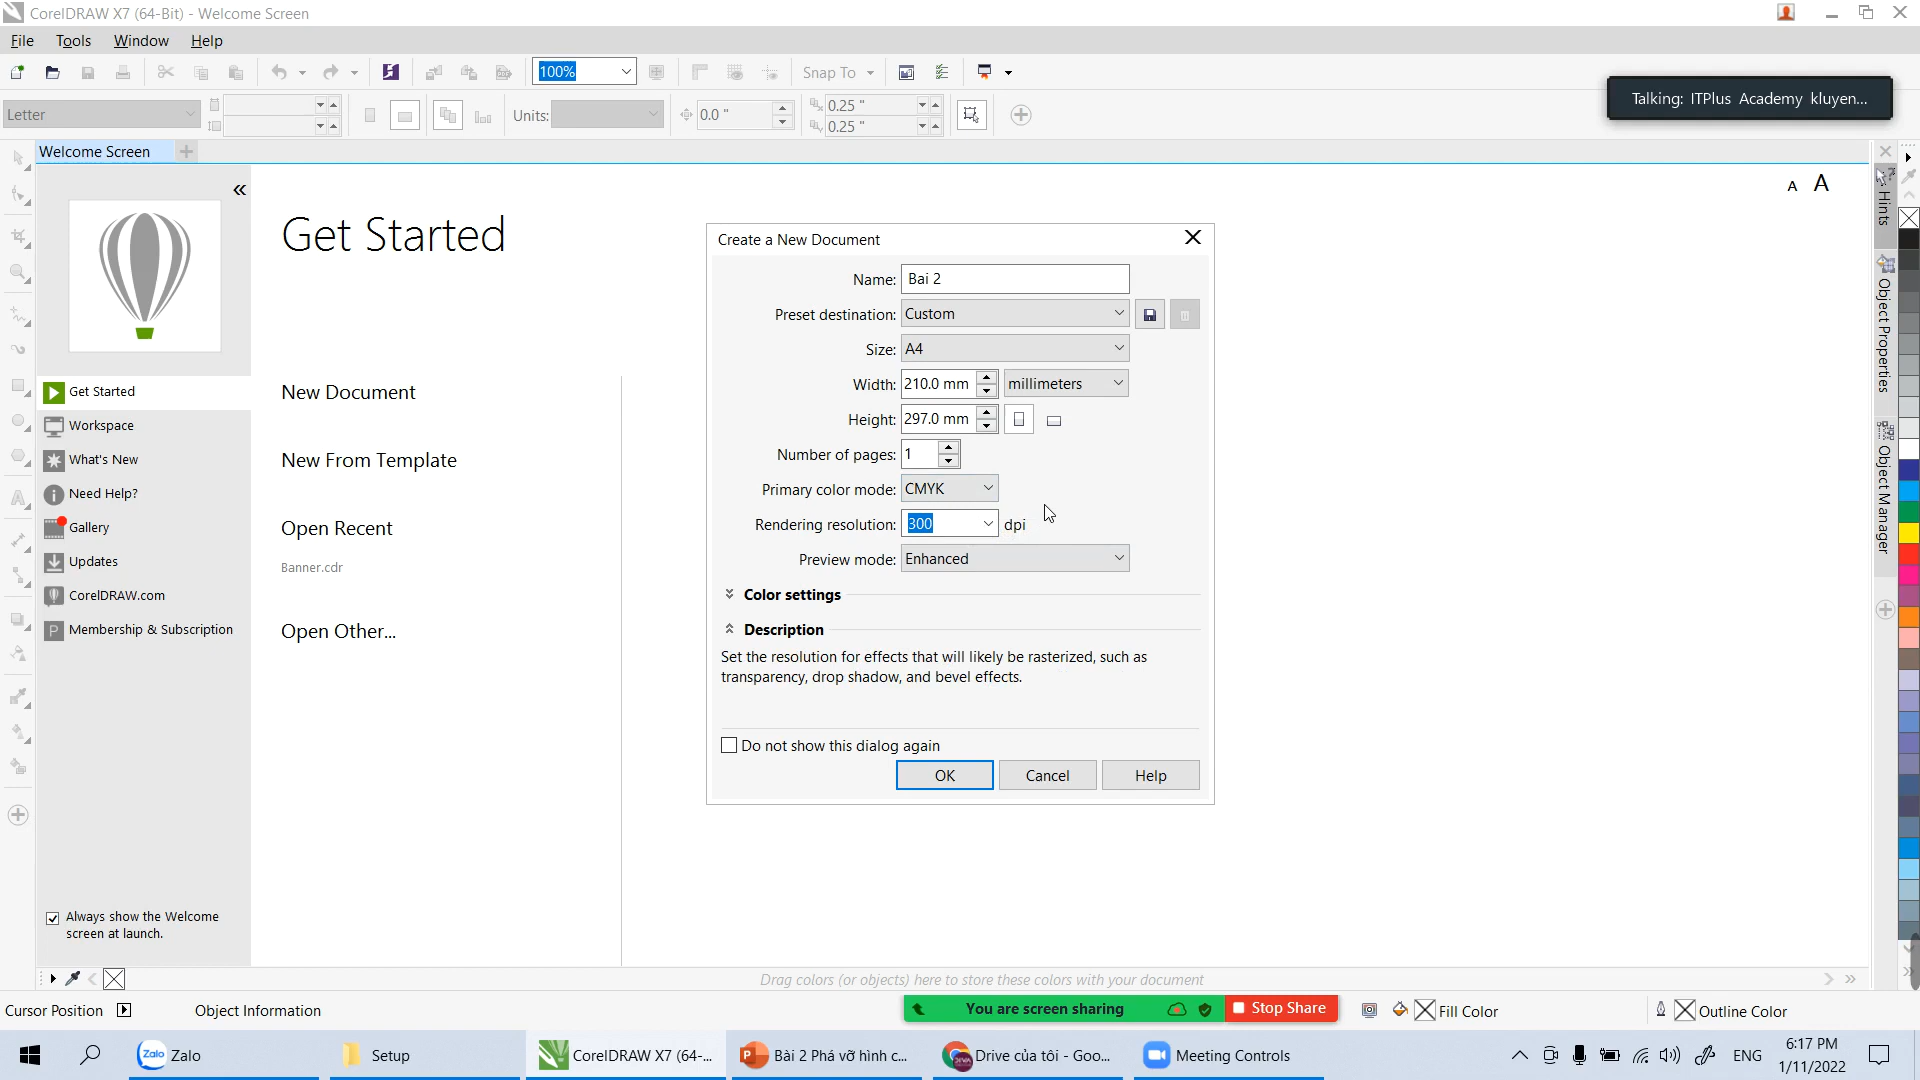 CorelDRAW X7 (64-Bit) - Welcome Screen
File Tools Window Help
100%
Snap To
Talking: ITPlus Academy kluyen...
Letter
Units:
0.0 "
0.25 "
0.25 "
Welcome Screen
A A
Hints
Object Properties
Object Manager
Get Started
Get Started
Workspace
What's New
Need Help?
Gallery
Updates
CorelDRAW.com
Membership & Subscription
Always show the Welcome
screen at launch.
New Document
New From Template
Open Recent
Banner.cdr
Open Other...
Create a New Document
Name: Bai 2
Preset destination: Custom
Size: A4
Width: 210.0 mm millimeters
Height: 297.0 mm
Number of pages: 1
Primary color mode: CMYK
Rendering resolution: 300 dpi
Preview mode: Enhanced
Color settings
Description
Set the resolution for effects that will likely be rasterized, such as
transparency, drop shadow, and bevel effects.
Do not show this dialog again
OK Cancel Help
Drag colors (or objects) here to store these colors with your document
Cursor Position
Object Information
You are screen sharing
Stop Share
Fill Color
Outline Color
Zalo Zalo
Setup
CorelDRAW X7 (64-...
Bài 2 Phá vỡ hình c...
Drive của tôi - Goo...
Meeting Controls
ENG
6:17 PM
1/11/2022